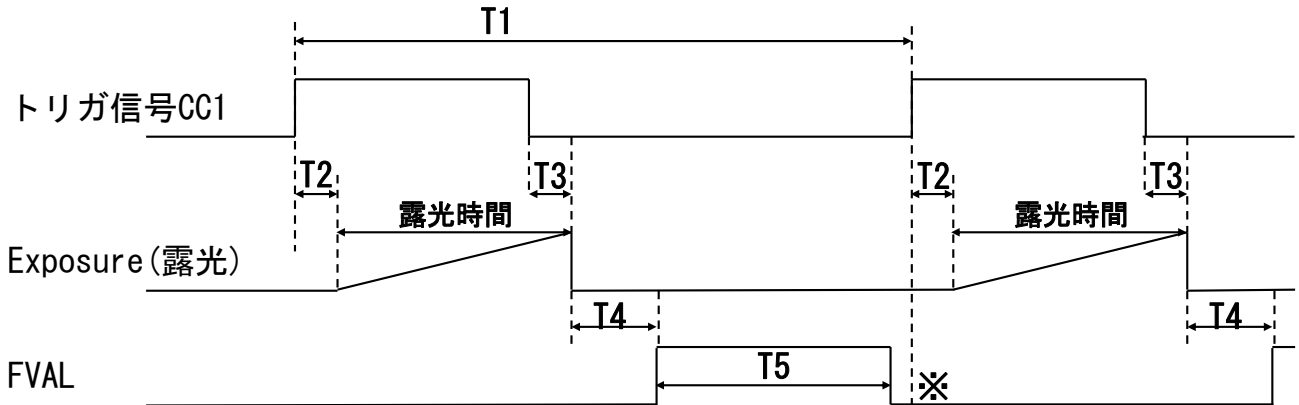 T1
トリガ信号CC1
T2 T3 T2 T3
露光時間 露光時間
Exposure(露光)
T4 T4
FVAL T5 ※